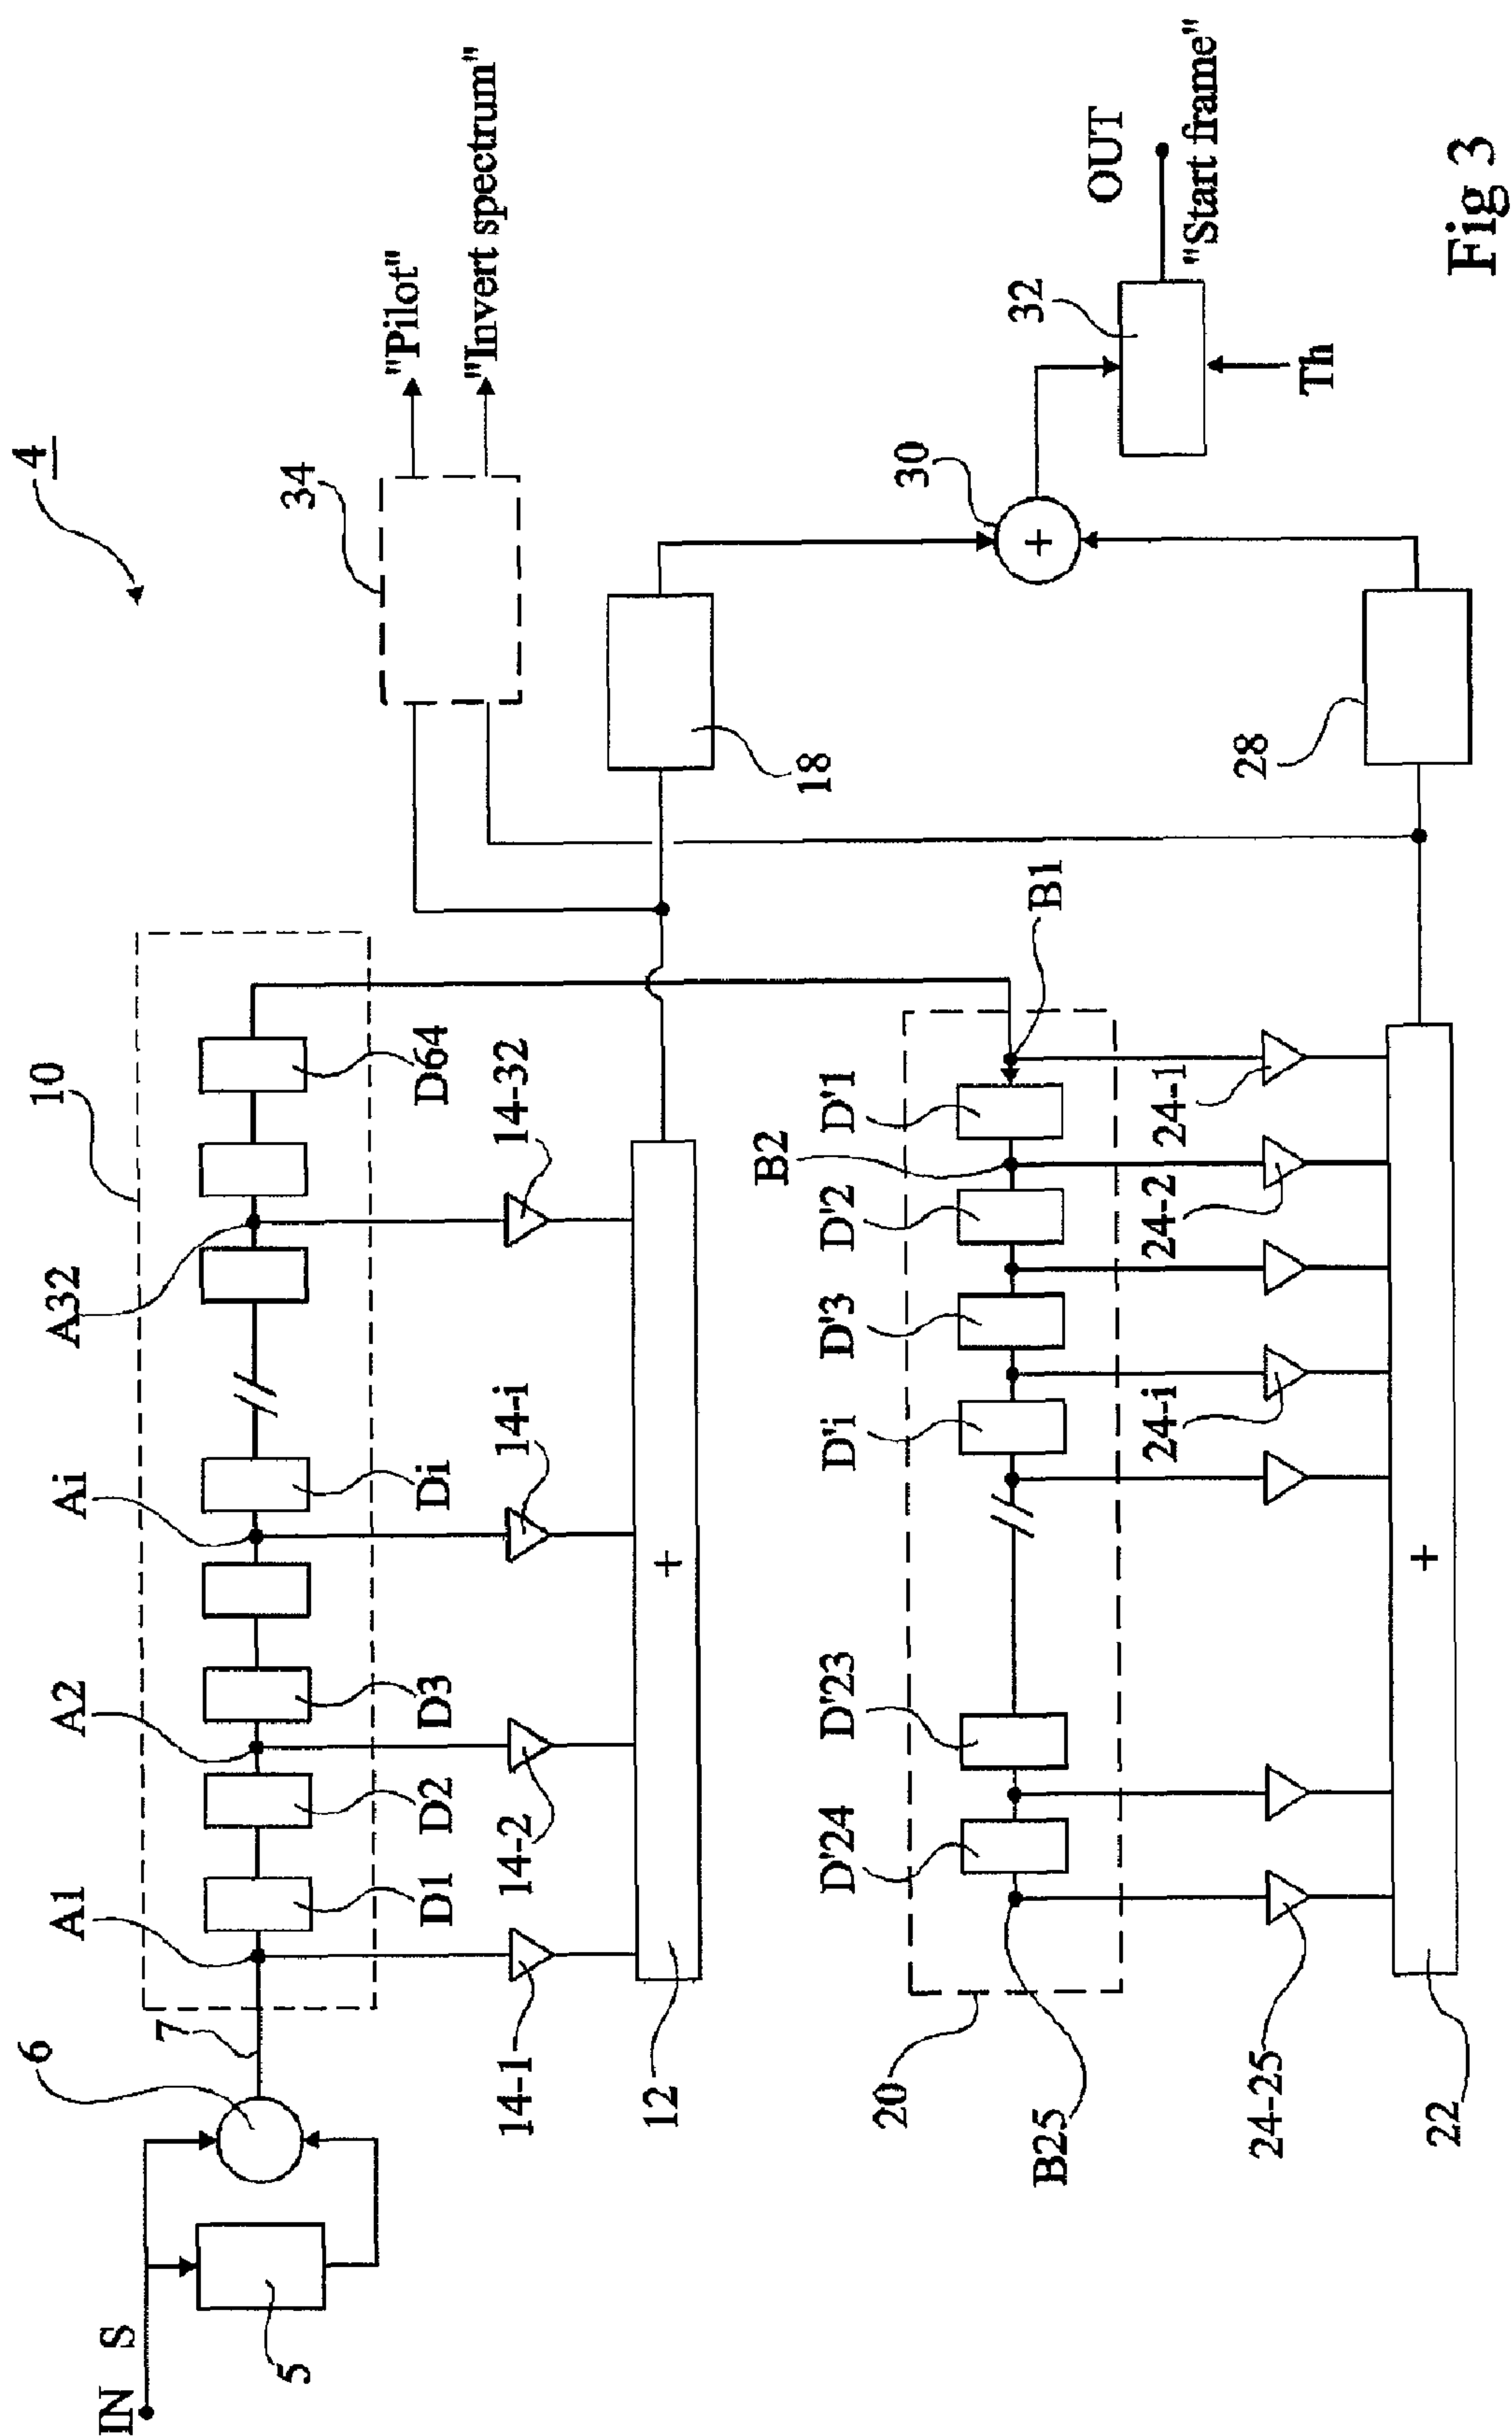 4
IN S
5
6
7
10
A1
A2
Ai
A32
D1
D2
D3
Di
D64
14-1
14-2
14-i
14-32
12
+
34
"Pilot"
"Invert spectrum"
18
30
+
32
OUT
"Start frame"
Th
28
20
B25
B2
B1
D'24
D'23
D'i
D'3
D'2
D'1
24-25
24-i
24-2
24-1
22
+
Fig 3